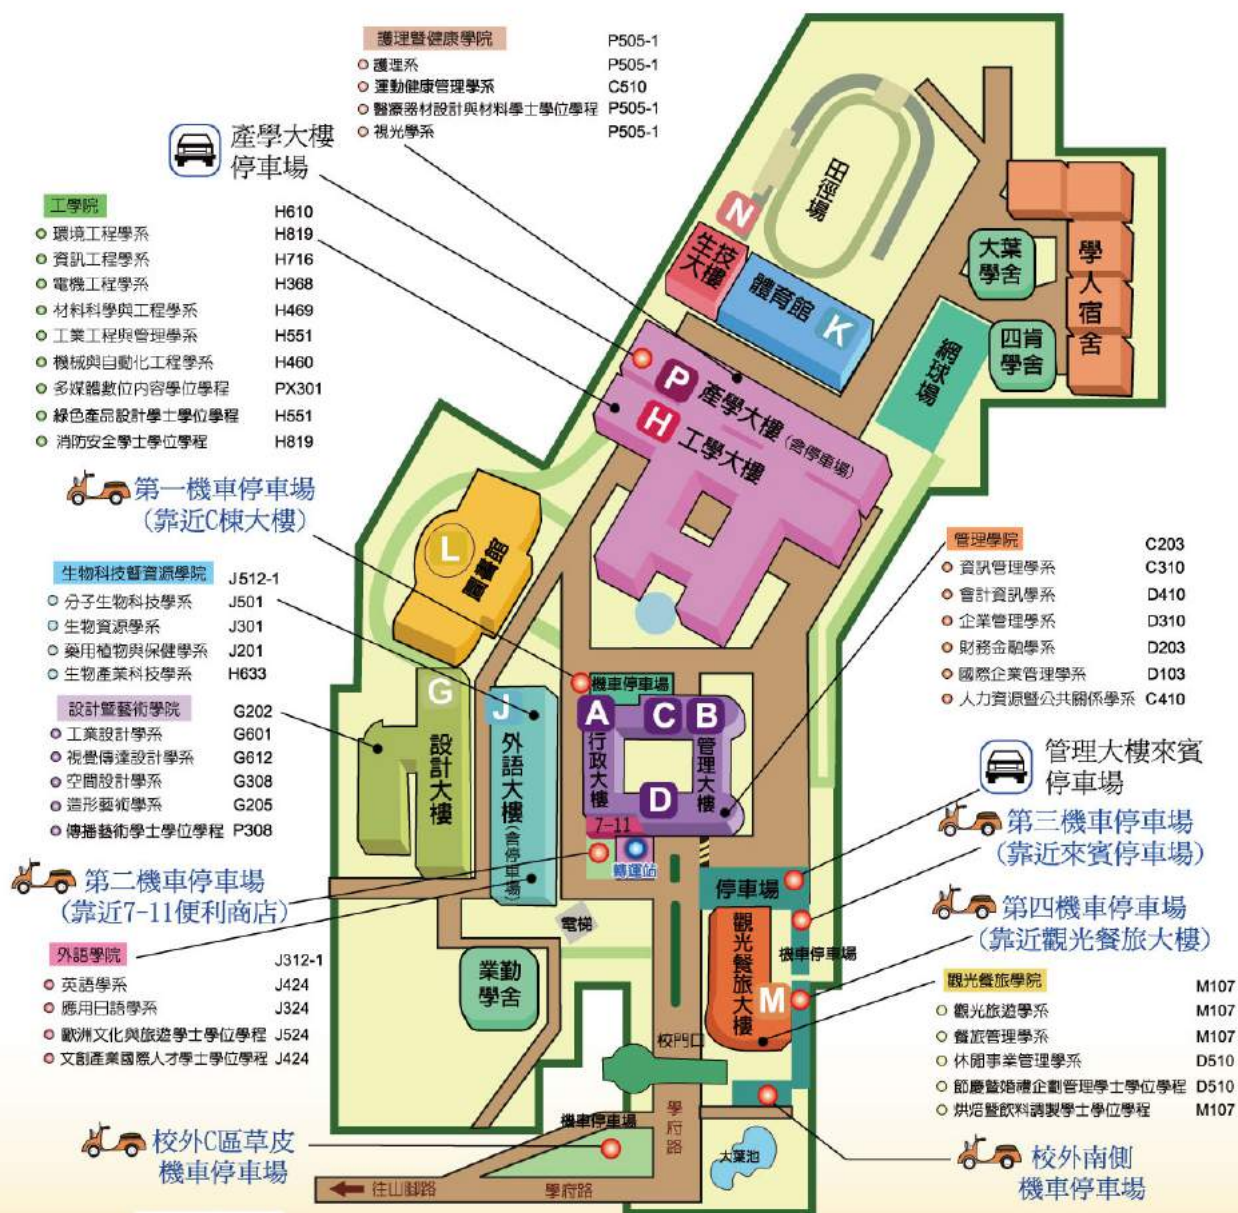 護理暨健康學院 P505-1
護理系 P505-1
運動健康管理學系 C510
醫療器材設計與材料學士學位學程 P505-1
視光學系 P505-1
產學大樓
停車場
工學院 H610
環境工程學系 H819
資訊工程學系 H716
電機工程學系 H368
材料科學與工程學系 H469
工業工程與管理學系 H551
機械與自動化工程學系 H460
多媒體數位內容學位學程 PX301
綠色產品設計學士學位學程 H551
消防安全學士學位學程 H819
第一機車停車場
(靠近C棟大樓)
生物科技暨資源學院 J512-1
分子生物科技學系 J501
生物資源學系 J301
藥用植物與保健學系 J201
生物產業科技學系 H633
設計暨藝術學院 G202
工業設計學系 G601
視覺傳達設計學系 G612
空間設計學系 G308
造形藝術學系 G205
傳播藝術學士學位學程 P308
第二機車停車場
(靠近7-11便利商店)
外語學院 J312-1
英語學系 J424
應用日語學系 J324
歐洲文化與旅遊學士學位學程 J524
文創產業國際人才學士學位學程 J424
校外C區草皮
機車停車場
田徑場
N
生技
大樓
體育館
K
大葉
學舍
四肯
學舍
學人宿舍
網球場
P
產學大樓(含停車場)
H
工學大樓
L
圖書館
G
設計大樓
J
外語大樓(含停車場)
機車停車場
A
行政大樓
C
B
管理大樓
D
7-11
轉運站
停車場
電梯
業勤
學舍
觀光餐旅大樓
M
機車停車場
校門口
機車停車場
學府路
大葉池
往山腳路
學府路
管理學院 C203
資訊管理學系 C310
會計資訊學系 D410
企業管理學系 D310
財務金融學系 D203
國際企業管理學系 D103
人力資源暨公共關係學系 C410
管理大樓來賓
停車場
第三機車停車場
(靠近來賓停車場)
第四機車停車場
(靠近觀光餐旅大樓)
觀光餐旅學院 M107
觀光旅遊學系 M107
餐旅管理學系 M107
休閒事業管理學系 D510
節慶暨婚禮企劃管理學士學位學程 D510
烘焙暨飲料調製學士學位學程 M107
校外南側
機車停車場